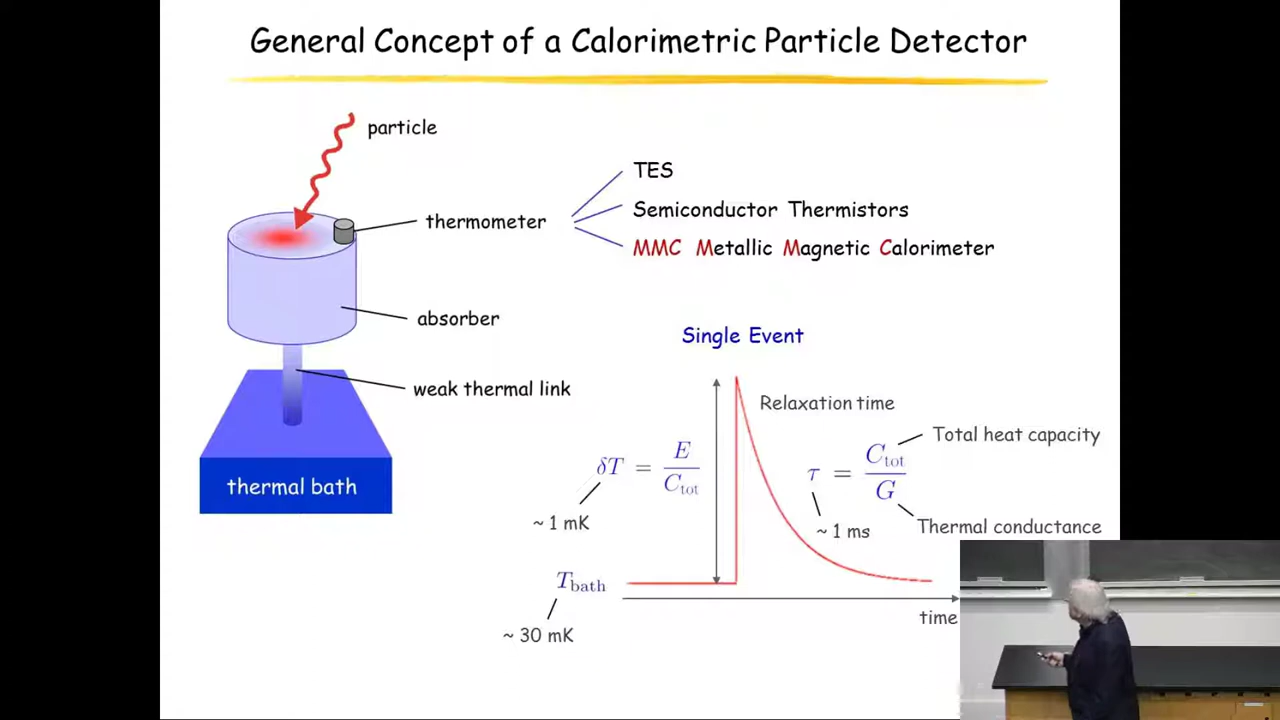 General Concept of a Calorimetric Particle Detector
particle
TES
Semiconductor Thermistors
thermometer
MMC Metallic Magnetic Calorimeter
absorber
Single Event
weak thermal link
Relaxation time
Total heat capacity
δT = E / C_tot
τ = C_tot / G
thermal bath
~ 1 mK
~ 1 ms
Thermal conductance
T_bath
time
~ 30 mK